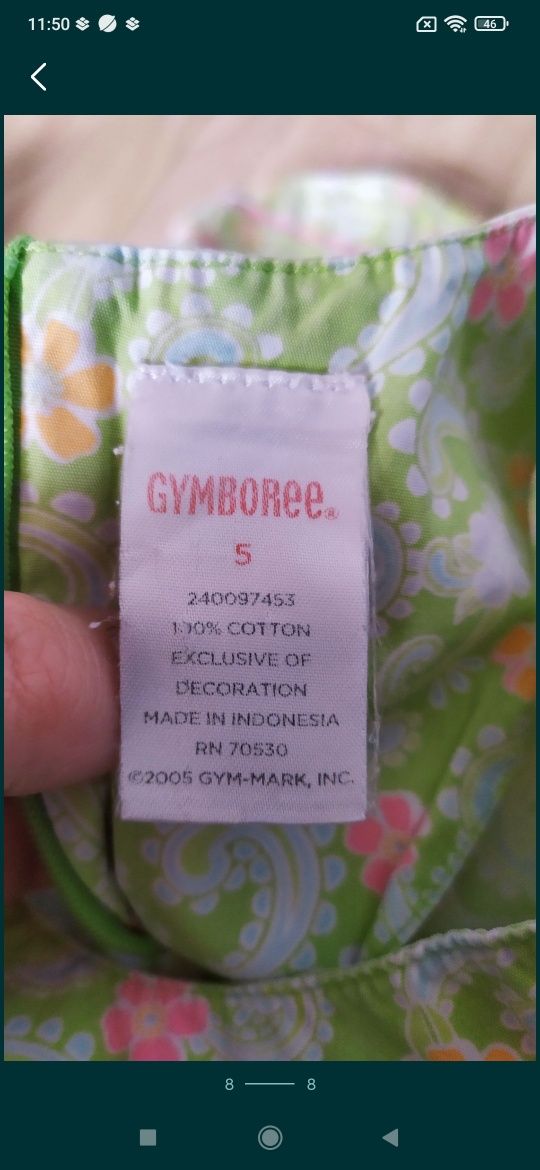 11:50
46
GYMBOREE®
5
240097453
100% COTTON
EXCLUSIVE OF
DECORATION
MADE IN INDONESIA
RN 70530
©2005 GYM-MARK, INC.
8 8